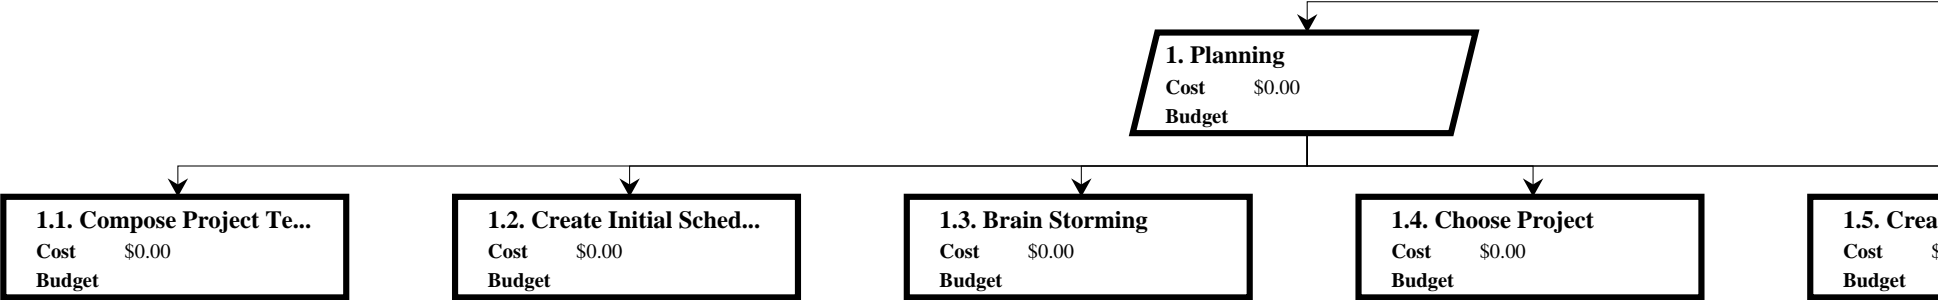 1. Planning
Cost $0.00
Budget
1.1. Compose Project Te...
Cost $0.00
Budget
1.2. Create Initial Sched...
Cost $0.00
Budget
1.3. Brain Storming
Cost $0.00
Budget
1.4. Choose Project
Cost $0.00
Budget
1.5.
Cost
Budget